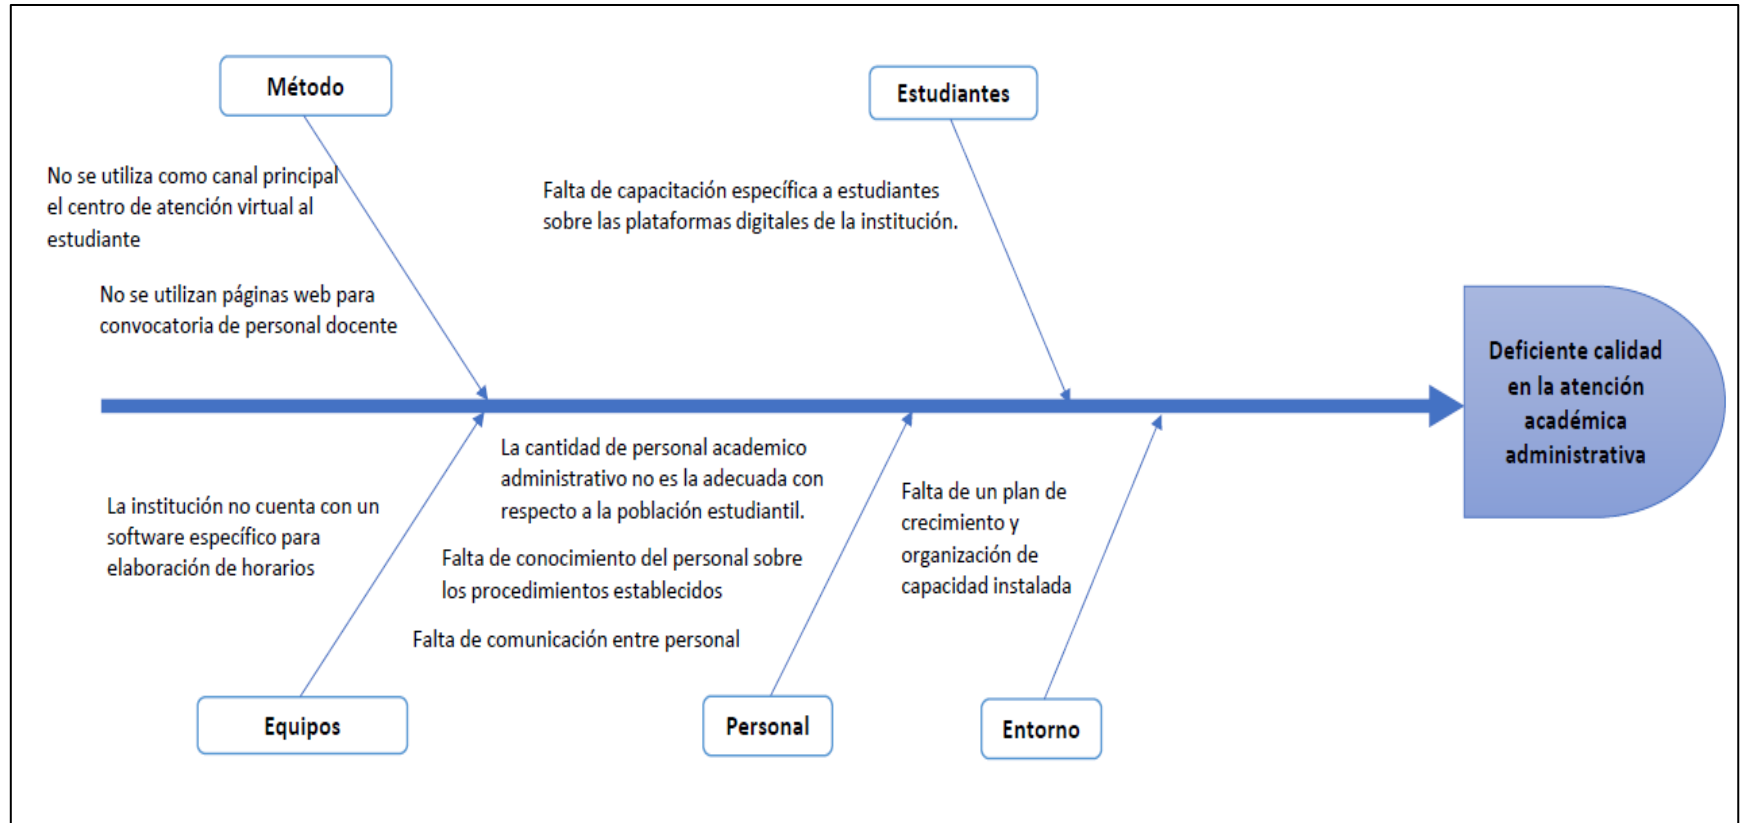 Método
Estudiantes
No se utiliza como canal principal
el centro de atención virtual al
estudiante
Falta de capacitación específica a estudiantes
sobre las plataformas digitales de la institución.
No se utilizan páginas web para
convocatoria de personal docente
Deficiente calidad
en la atención
académica
administrativa
La institución no cuenta con un
software específico para
elaboración de horarios
La cantidad de personal academico
administrativo no es la adecuada con
respecto a la población estudiantil.
Falta de conocimiento del personal sobre
los procedimientos establecidos
Falta de comunicación entre personal
Falta de un plan de
crecimiento y
organización de
capacidad instalada
Equipos
Personal
Entorno